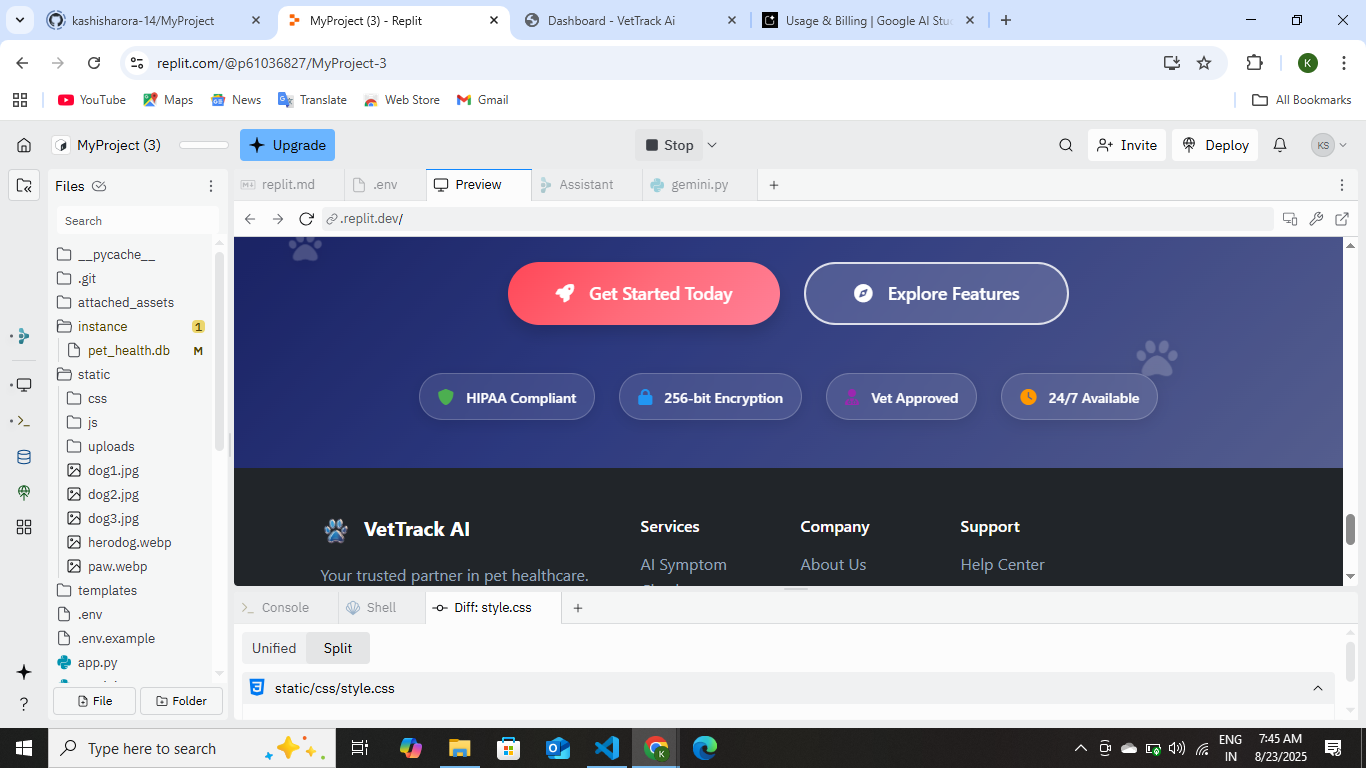 kashisharora-14/MyProject
MyProject (3) - Replit
Dashboard - VetTrack Ai
Usage & Billing | Google AI Stu
replit.com/@p61036827/MyProject-3
K
YouTube
Maps
News
Translate
Web Store
Gmail
All Bookmarks
MyProject (3)
Upgrade
Stop
Invite
Deploy
KS
Files
replit.md
.env
Preview
Assistant
gemini.py
Search
.replit.dev/
__pycache__
.git
attached_assets
instance 1
pet_health.db M
static
css
js
uploads
dog1.jpg
dog2.jpg
dog3.jpg
herodog.webp
paw.webp
templates
.env
.env.example
app.py
File
Folder
Get Started Today
Explore Features
HIPAA Compliant
256-bit Encryption
Vet Approved
24/7 Available
VetTrack AI
Your trusted partner in pet healthcare.
Services
AI Symptom
Company
About Us
Support
Help Center
Console
Shell
Diff: style.css
Unified
Split
static/css/style.css
Type here to search
K
ENG
IN
7:45 AM
8/23/2025